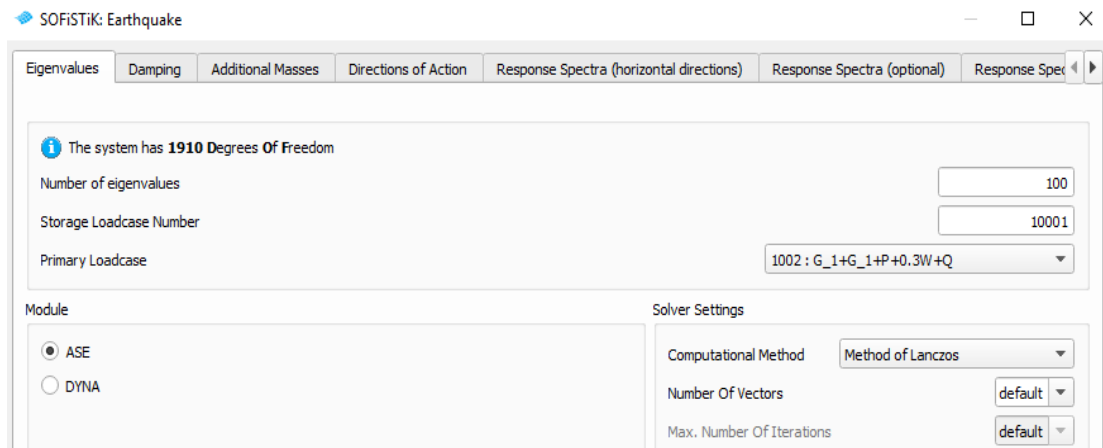 SOFiSTiK: Earthquake
Eigenvalues Damping Additional Masses Directions of Action Response Spectra (horizontal directions) Response Spectra (optional) Response Spec
The system has 1910 Degrees Of Freedom
Number of eigenvalues 100
Storage Loadcase Number 10001
Primary Loadcase 1002 : G_1+G_1+P+0.3W+Q
Module
ASE
DYNA
Solver Settings
Computational Method Method of Lanczos
Number Of Vectors default
Max. Number Of Iterations default